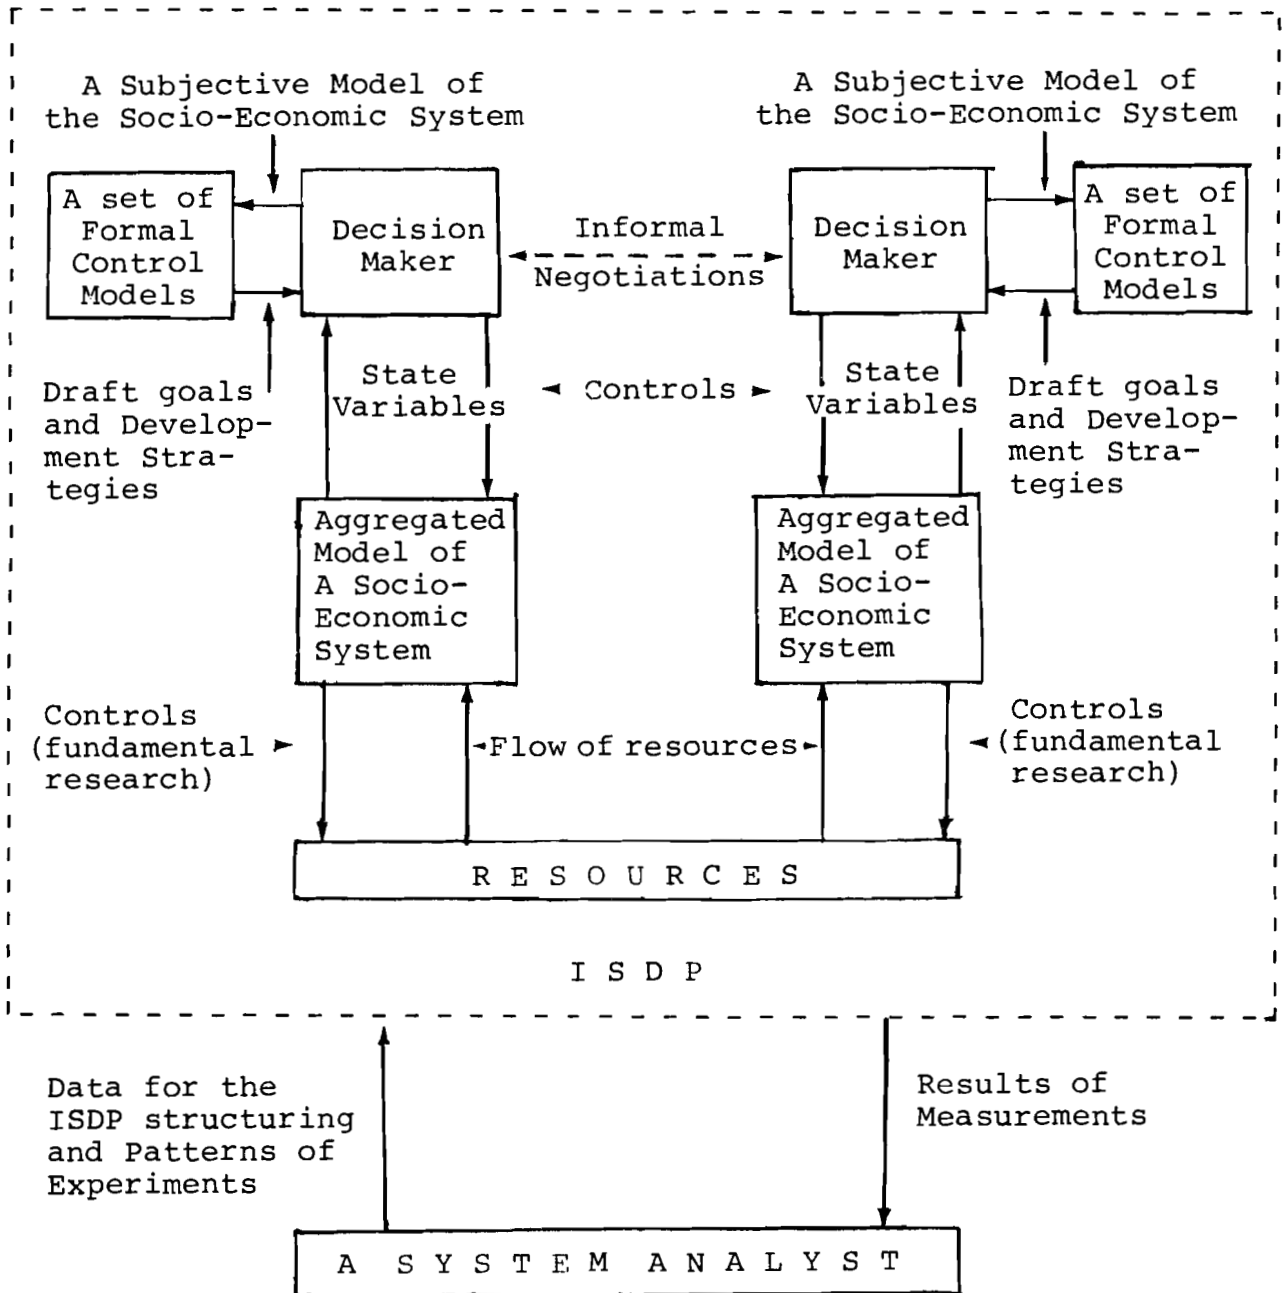 A Subjective Model of
the Socio-Economic System
A Subjective Model of
the Socio-Economic System
A set of
Formal
Control
Models
Decision
Maker
Informal
Negotiations
Decision
Maker
A set of
Formal
Control
Models
Draft goals
and Develop-
ment Stra-
tegies
State
Variables
Controls
State
Variables
Draft goals
and Develop-
ment Stra-
tegies
Aggregated
Model of
A Socio-
Economic
System
Aggregated
Model of
A Socio-
Economic
System
Controls
(fundamental
research)
Flow of resources
Controls
(fundamental
research)
RESOURCES
ISDP
Data for the
ISDP structuring
and Patterns of
Experiments
Results of
Measurements
A SYSTEM ANALYST